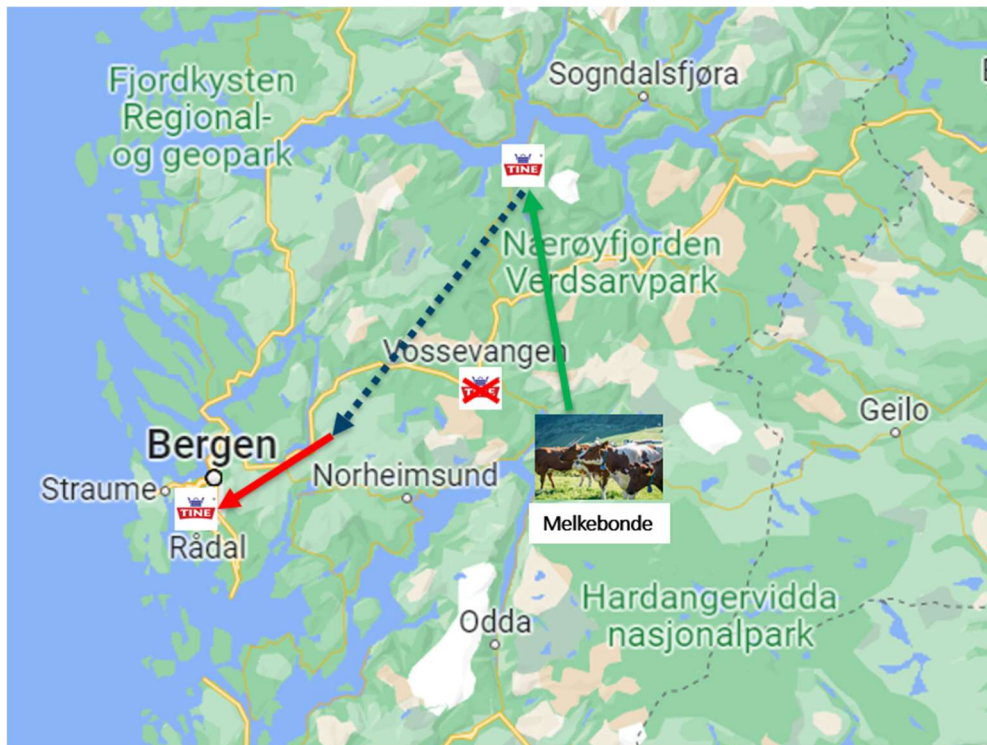 Sogndalsfjøra
Fjordkysten
Regional-
og geopark
TINE
Nærøyfjorden
Verdsarvpark
Vossevangen
TINE
Geilo
Bergen
Norheimsund
Straume
TINE
Melkebonde
Rådal
Hardangervidda
nasjonalpark
Odda